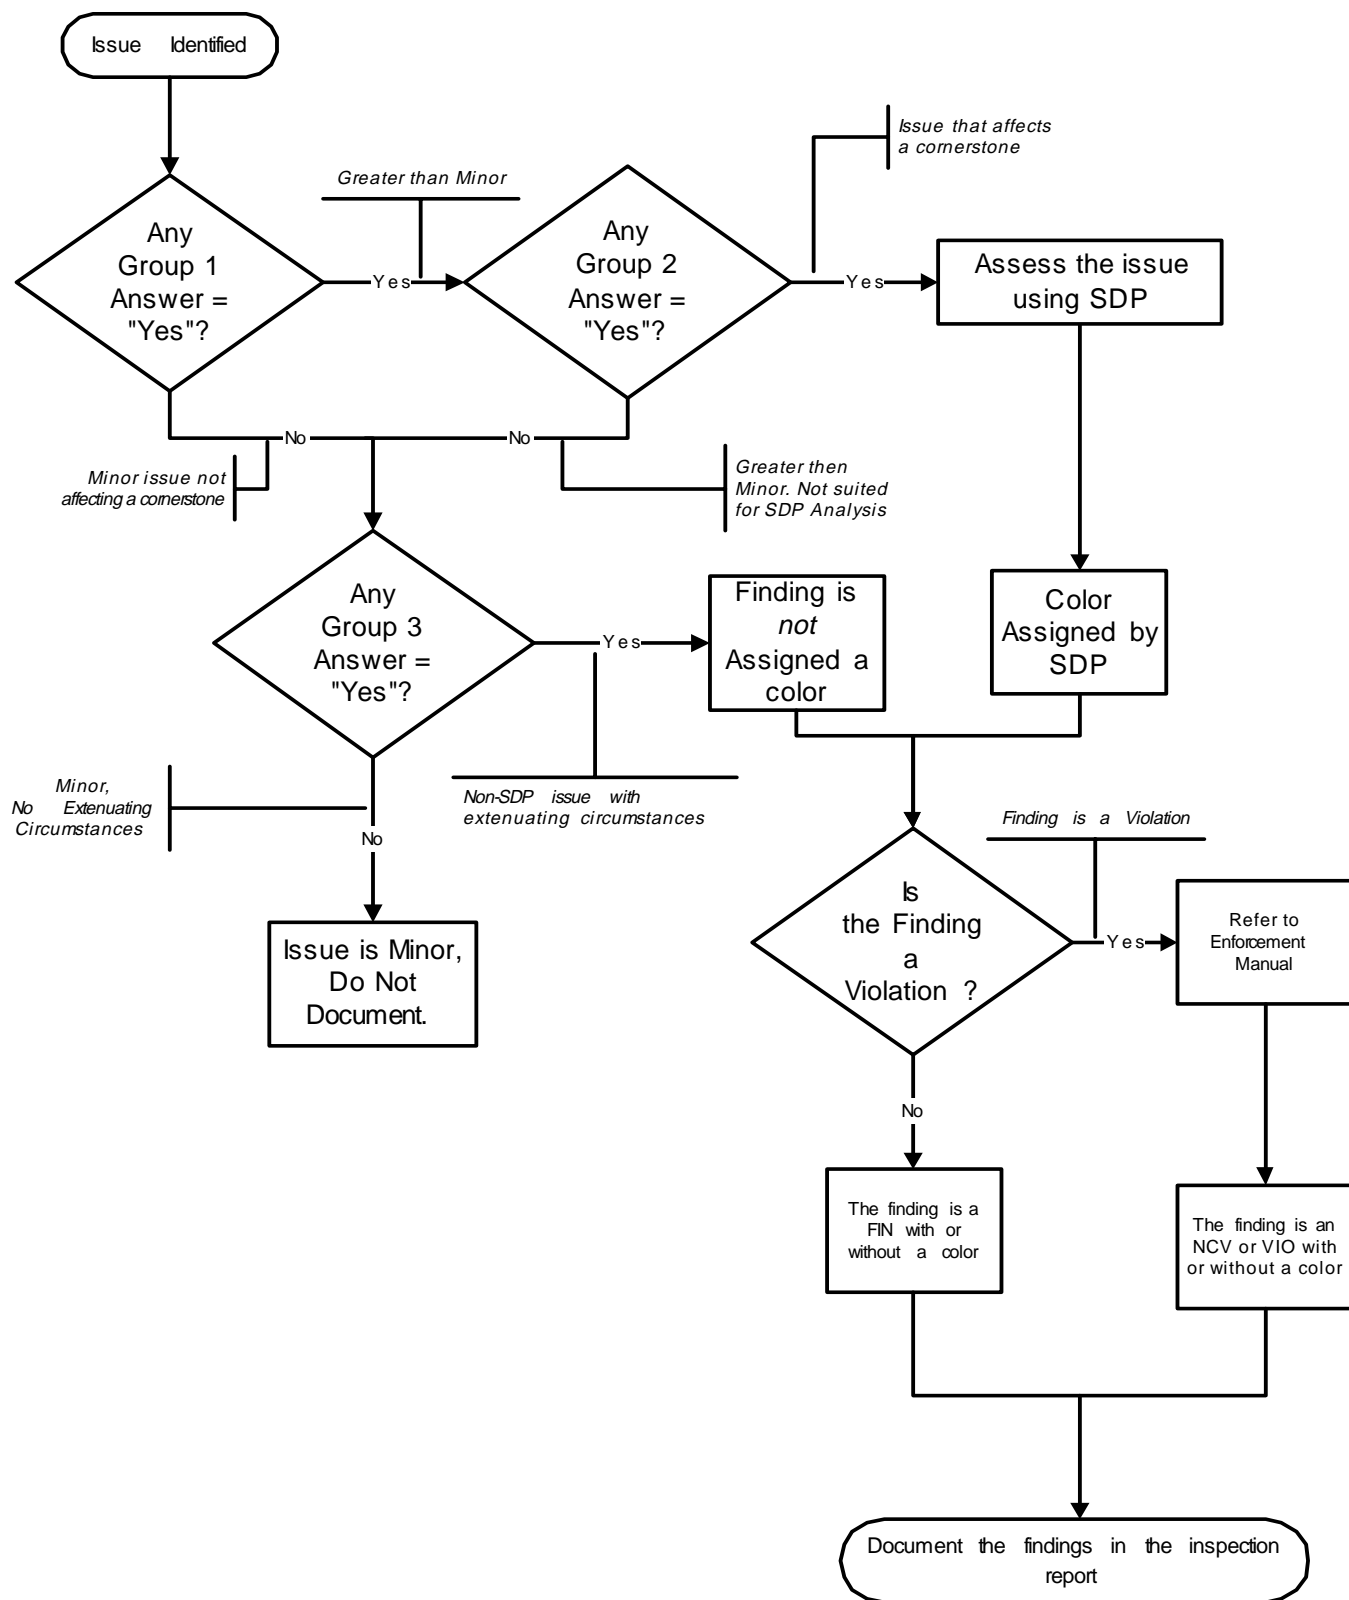 Issue Identified
Issue that affects
a cornerstone
Greater than Minor
Any
Group 1
Answer =
"Yes"?
Yes
Any
Group 2
Answer =
"Yes"?
Yes
Assess the issue
using SDP
No
No
Minor issue not
affecting a cornerstone
Greater then
Minor. Not suited
for SDP Analysis
Any
Group 3
Answer =
"Yes"?
Yes
Finding is
not
Assigned a
color
Color
Assigned by
SDP
Minor,
No Extenuating
Circumstances
Non-SDP issue with
extenuating circumstances
No
Finding is a Violation
Issue is Minor,
Do Not
Document.
Is
the Finding
a
Violation ?
Yes
Refer to
Enforcement
Manual
No
The finding is a
FIN with or
without a color
The finding is an
NCV or VIO with
or without a color
Document the findings in the inspection
report